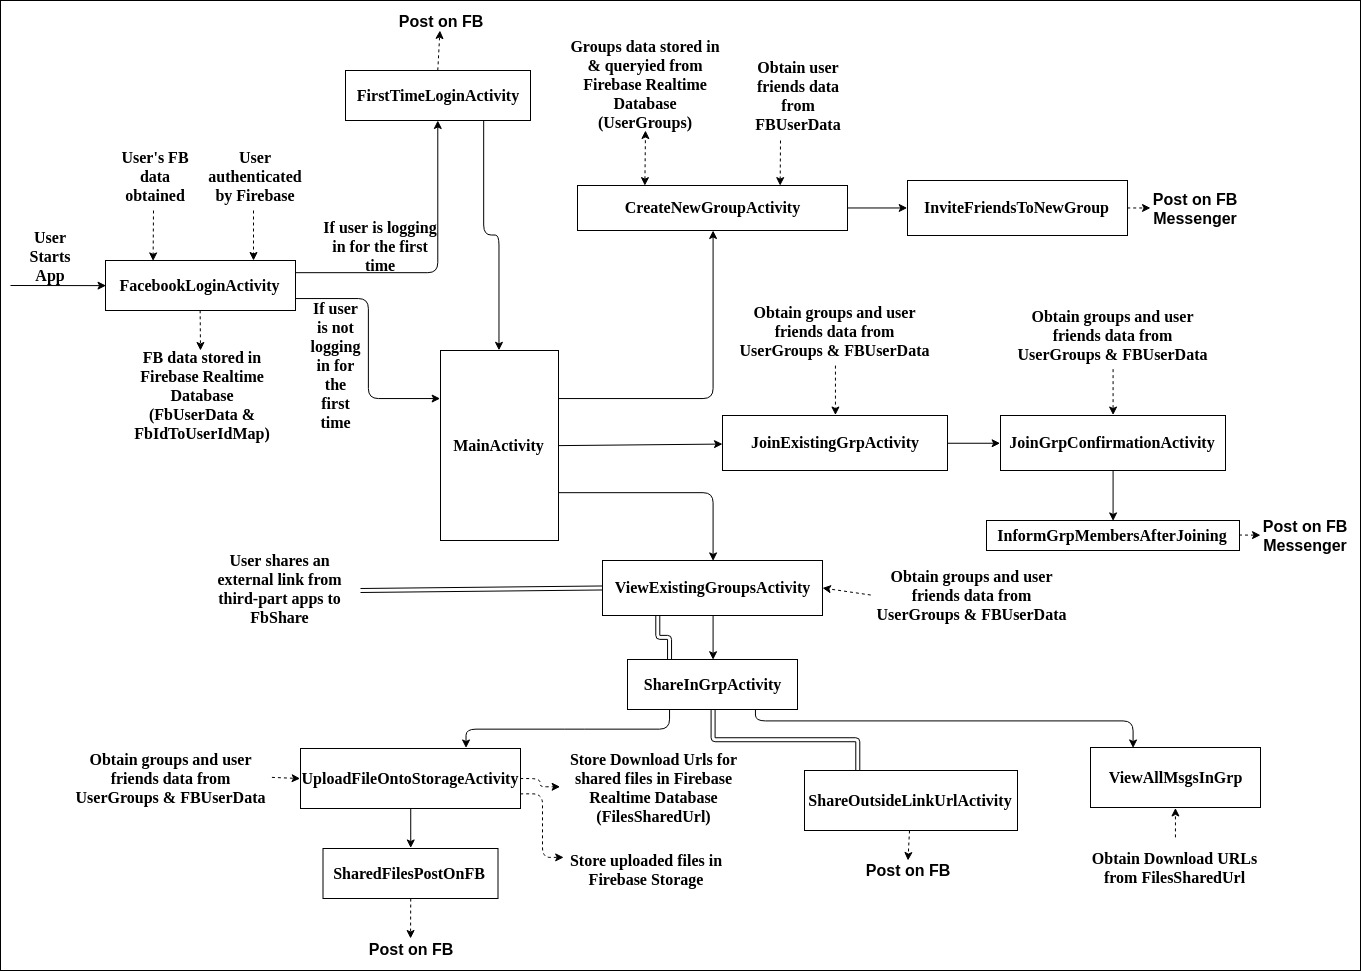 Post on FB
FirstTimeLoginActivity
Groups data stored in
& queryied from
Firebase Realtime
Database
(UserGroups)
Obtain user
friends data
from
FBUserData
User's FB
data
obtained
User
authenticated
by Firebase
CreateNewGroupActivity
InviteFriendsToNewGroup
Post on FB
Messenger
User
Starts
App
If user is logging
in for the first
time
FacebookLoginActivity
If user
is not
logging
in for
the
first
time
FB data stored in
Firebase Realtime
Database
(FbUserData &
FbIdToUserIdMap)
Obtain groups and user
friends data from
UserGroups & FBUserData
Obtain groups and user
friends data from
UserGroups & FBUserData
MainActivity
JoinExistingGrpActivity
JoinGrpConfirmationActivity
InformGrpMembersAfterJoining
Post on FB
Messenger
User shares an
external link from
third-part apps to
FbShare
ViewExistingGroupsActivity
Obtain groups and user
friends data from
UserGroups & FBUserData
ShareInGrpActivity
Obtain groups and user
friends data from
UserGroups & FBUserData
UploadFileOntoStorageActivity
Store Download Urls for
shared files in Firebase
Realtime Database
(FilesSharedUrl)
Store uploaded files in
Firebase Storage
ShareOutsideLinkUrlActivity
Post on FB
ViewAllMsgsInGrp
Obtain Download URLs
from FilesSharedUrl
SharedFilesPostOnFB
Post on FB